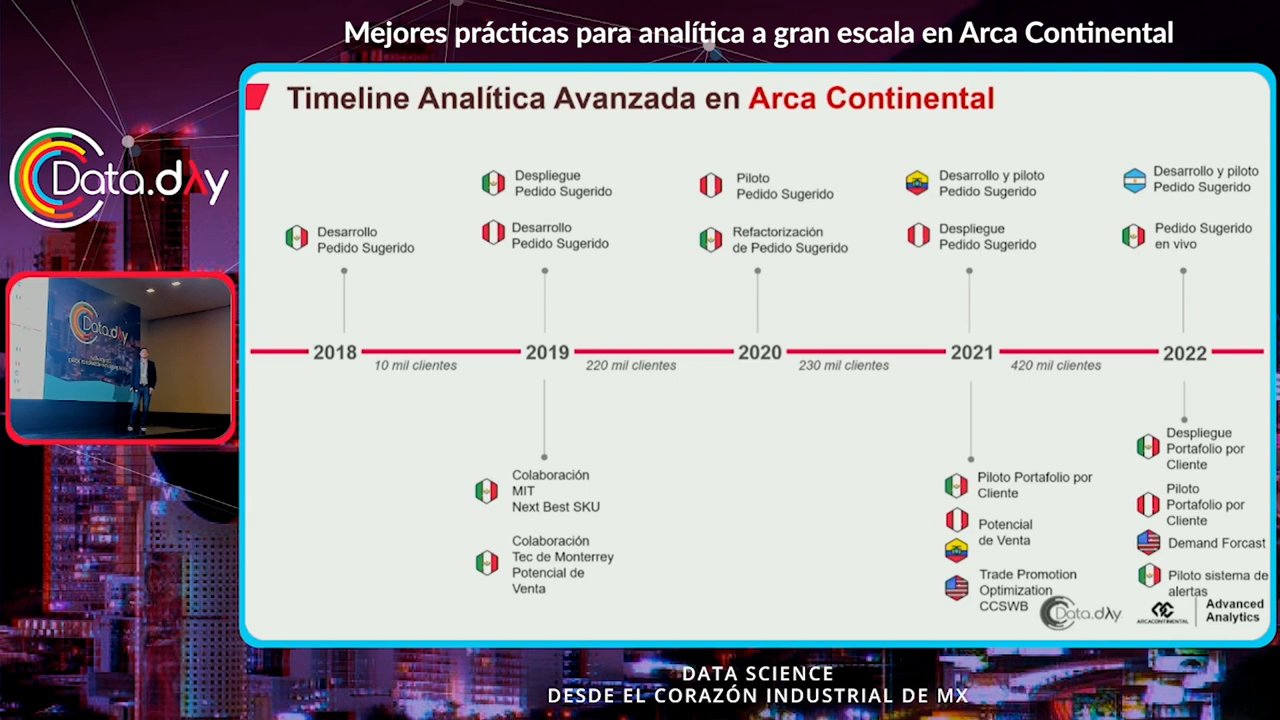 Mejores prácticas para analítica a gran escala en Arca Continental
Data.dλy
Timeline Analítica Avanzada en Arca Continental
Desarrollo
Pedido Sugerido
Despliegue
Pedido Sugerido
Desarrollo
Pedido Sugerido
Piloto
Pedido Sugerido
Refactorización
de Pedido Sugerido
Desarrollo y piloto
Pedido Sugerido
Despliegue
Pedido Sugerido
Desarrollo y piloto
Pedido Sugerido
Pedido Sugerido
en vivo
2018
10 mil clientes
2019
220 mil clientes
2020
230 mil clientes
2021
420 mil clientes
2022
Colaboración
MIT
Next Best SKU
Colaboración
Tec de Monterrey
Potencial de
Venta
Piloto Portafolio por
Cliente
Potencial
de Venta
Trade Promotion
Optimization
CCSWB
Despliegue
Portafolio por
Cliente
Piloto
Portafolio por
Cliente
Demand Forcast
Piloto sistema de
alertas
Data.dλy
ARCACONTINENTAL
Advanced
Analytics
Data.dλy
DATA SCIENCE
DESDE EL CORAZÓN INDUSTRIAL DE MX